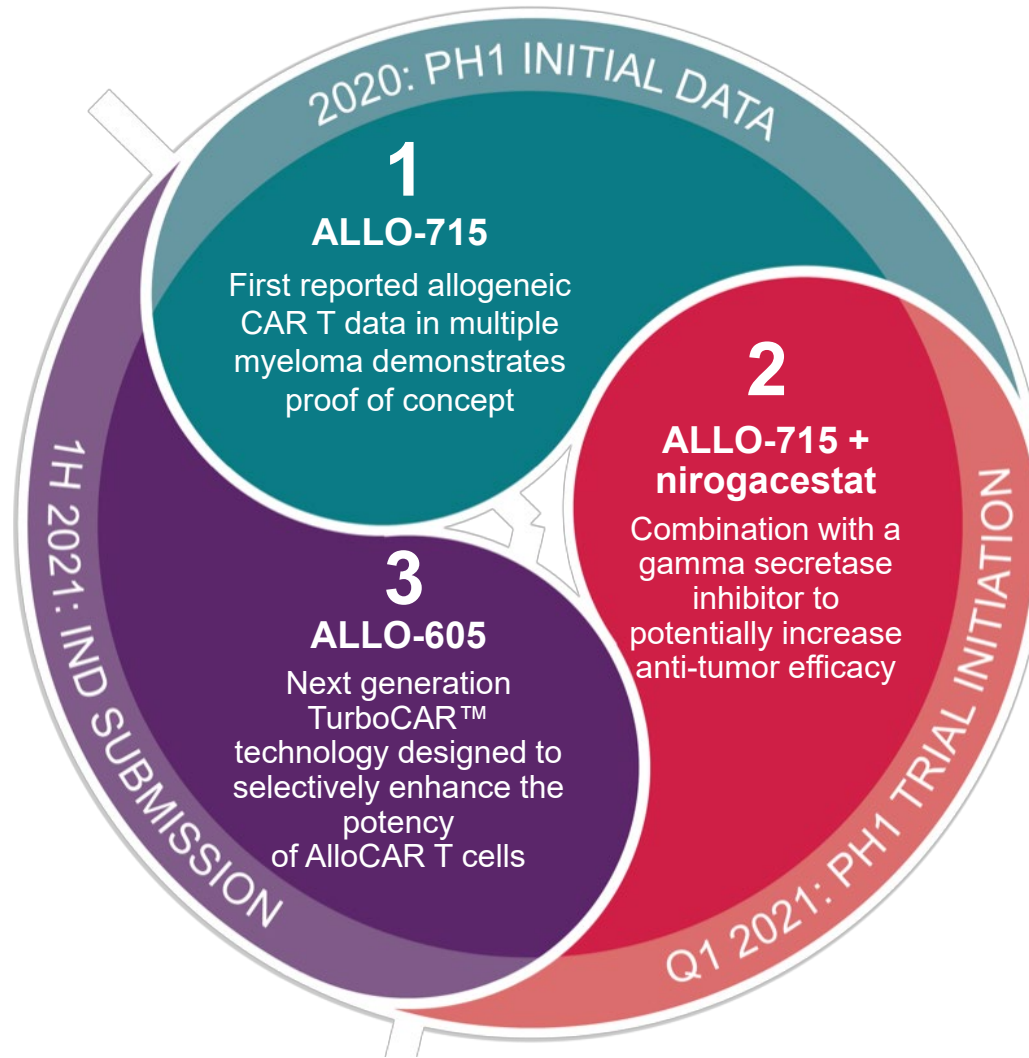 2020: PH1 INITIAL DATA
1
ALLO-715
First reported allogeneic
CAR T data in multiple
myeloma demonstrates
proof of concept
2
ALLO-715 +
nirogacestat
Combination with a
gamma secretase
inhibitor to
potentially increase
anti-tumor efficacy
Q1 2021: PH1 TRIAL INITIATION
3
ALLO-605
Next generation
TurboCAR™
technology designed to
selectively enhance the
potency
of AlloCAR T cells
1H 2021: IND SUBMISSION